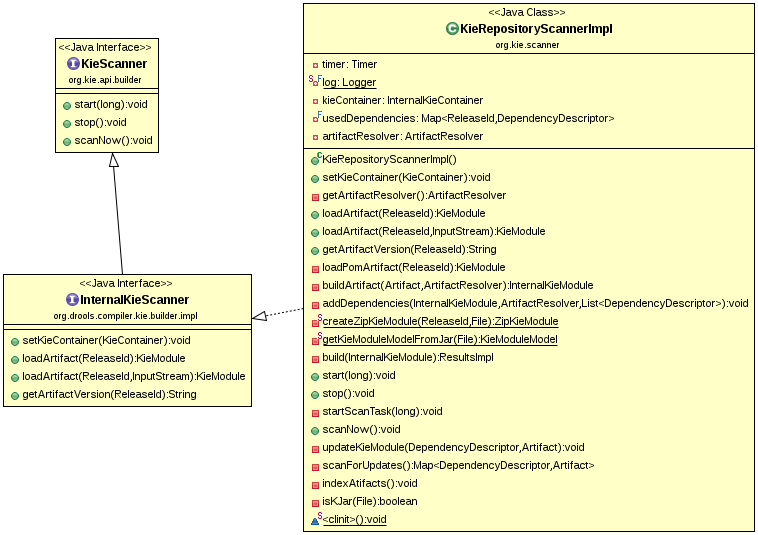 <<Java Interface>>
KieScanner
org.kie.api.builder
start(long):void
stop():void
scanNow():void
<<Java Interface>>
InternalKieScanner
org.drools.compiler.kie.builder.impl
setKieContainer(KieContainer):void
loadArtifact(ReleaseId):KieModule
loadArtifact(ReleaseId,InputStream):KieModule
getArtifactVersion(ReleaseId):String
<<Java Class>>
KieRepositoryScannerImpl
org.kie.scanner
timer: Timer
log: Logger
kieContainer: InternalKieContainer
usedDependencies: Map<ReleaseId,DependencyDescriptor>
artifactResolver: ArtifactResolver
KieRepositoryScannerImpl()
setKieContainer(KieContainer):void
getArtifactResolver():ArtifactResolver
loadArtifact(ReleaseId):KieModule
loadArtifact(ReleaseId,InputStream):KieModule
getArtifactVersion(ReleaseId):String
loadPomArtifact(ReleaseId):KieModule
buildArtifact(Artifact,ArtifactResolver):InternalKieModule
addDependencies(InternalKieModule,ArtifactResolver,List<DependencyDescriptor>):void
createZipKieModule(ReleaseId,File):ZipKieModule
getKieModuleModelFromJar(File):KieModuleModel
build(InternalKieModule):ResultsImpl
start(long):void
stop():void
startScanTask(long):void
scanNow():void
updateKieModule(DependencyDescriptor,Artifact):void
scanForUpdates():Map<DependencyDescriptor,Artifact>
indexAtifacts():void
isKJar(File):boolean
<clinit>():void